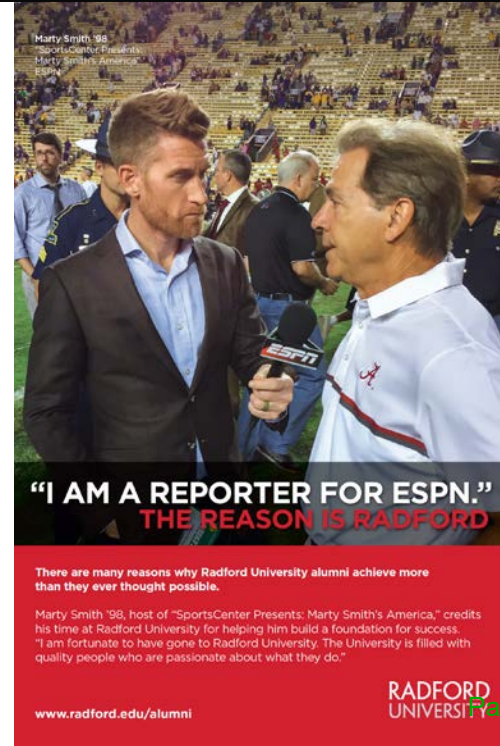 Marty Smith '98
"SportsCenter Presents:
Marty Smith's America"
ESPN
ESPN
A
"I AM A REPORTER FOR ESPN."
THE REASON IS RADFORD
There are many reasons why Radford University alumni achieve more
than they ever thought possible.
Marty Smith '98, host of "SportsCenter Presents: Marty Smith's America," credits
his time at Radford University for helping him build a foundation for success.
"I am fortunate to have gone to Radford University. The University is filled with
quality people who are passionate about what they do."
www.radford.edu/alumni
RADFORD
UNIVERSITY
Pa